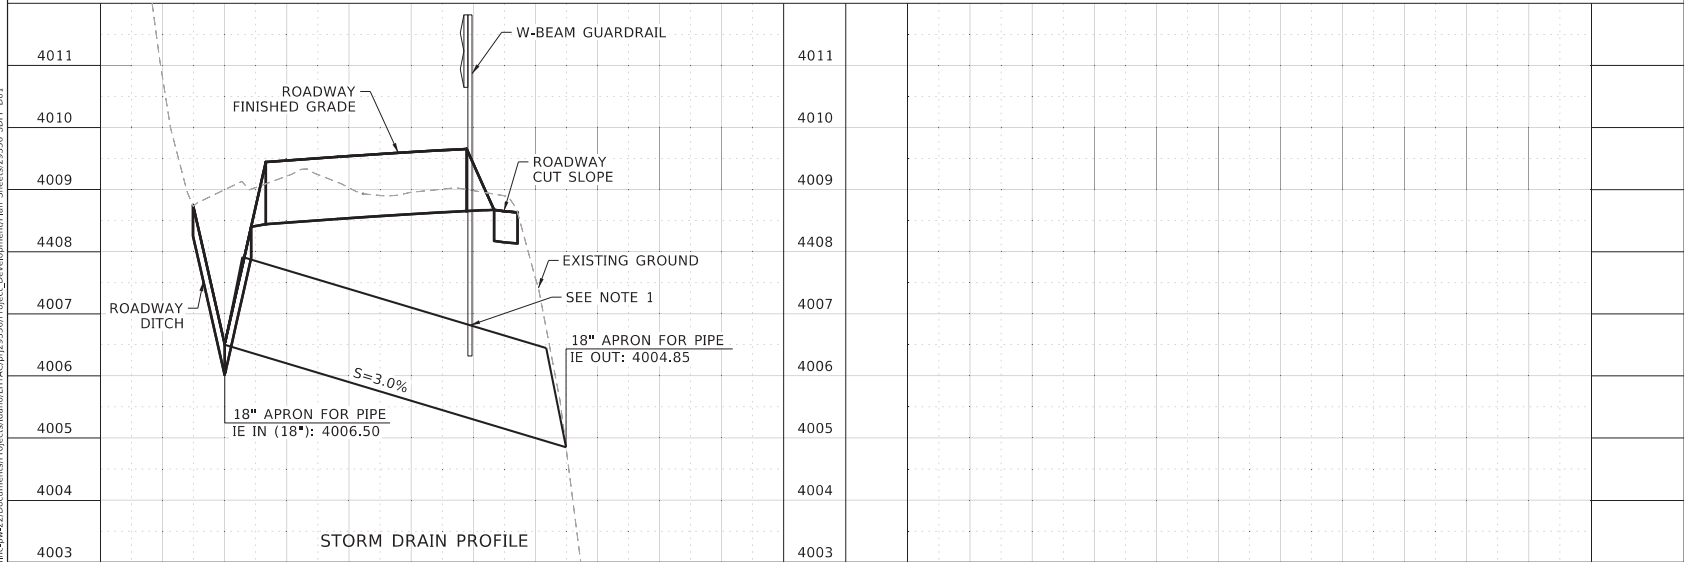 W-BEAM GUARDRAIL
4011
4011
ROADWAY
FINISHED GRADE
4010
4010
ROADWAY
CUT SLOPE
4009
4009
4408
4408
EXISTING GROUND
SEE NOTE 1
ROADWAY
DITCH
4007
4007
18" APRON FOR PIPE
IE OUT: 4004.85
4006
4006
S=3.0%
18" APRON FOR PIPE
IE IN (18"): 4006.50
4005
4005
4004
4004
STORM DRAIN PROFILE
4003
4003